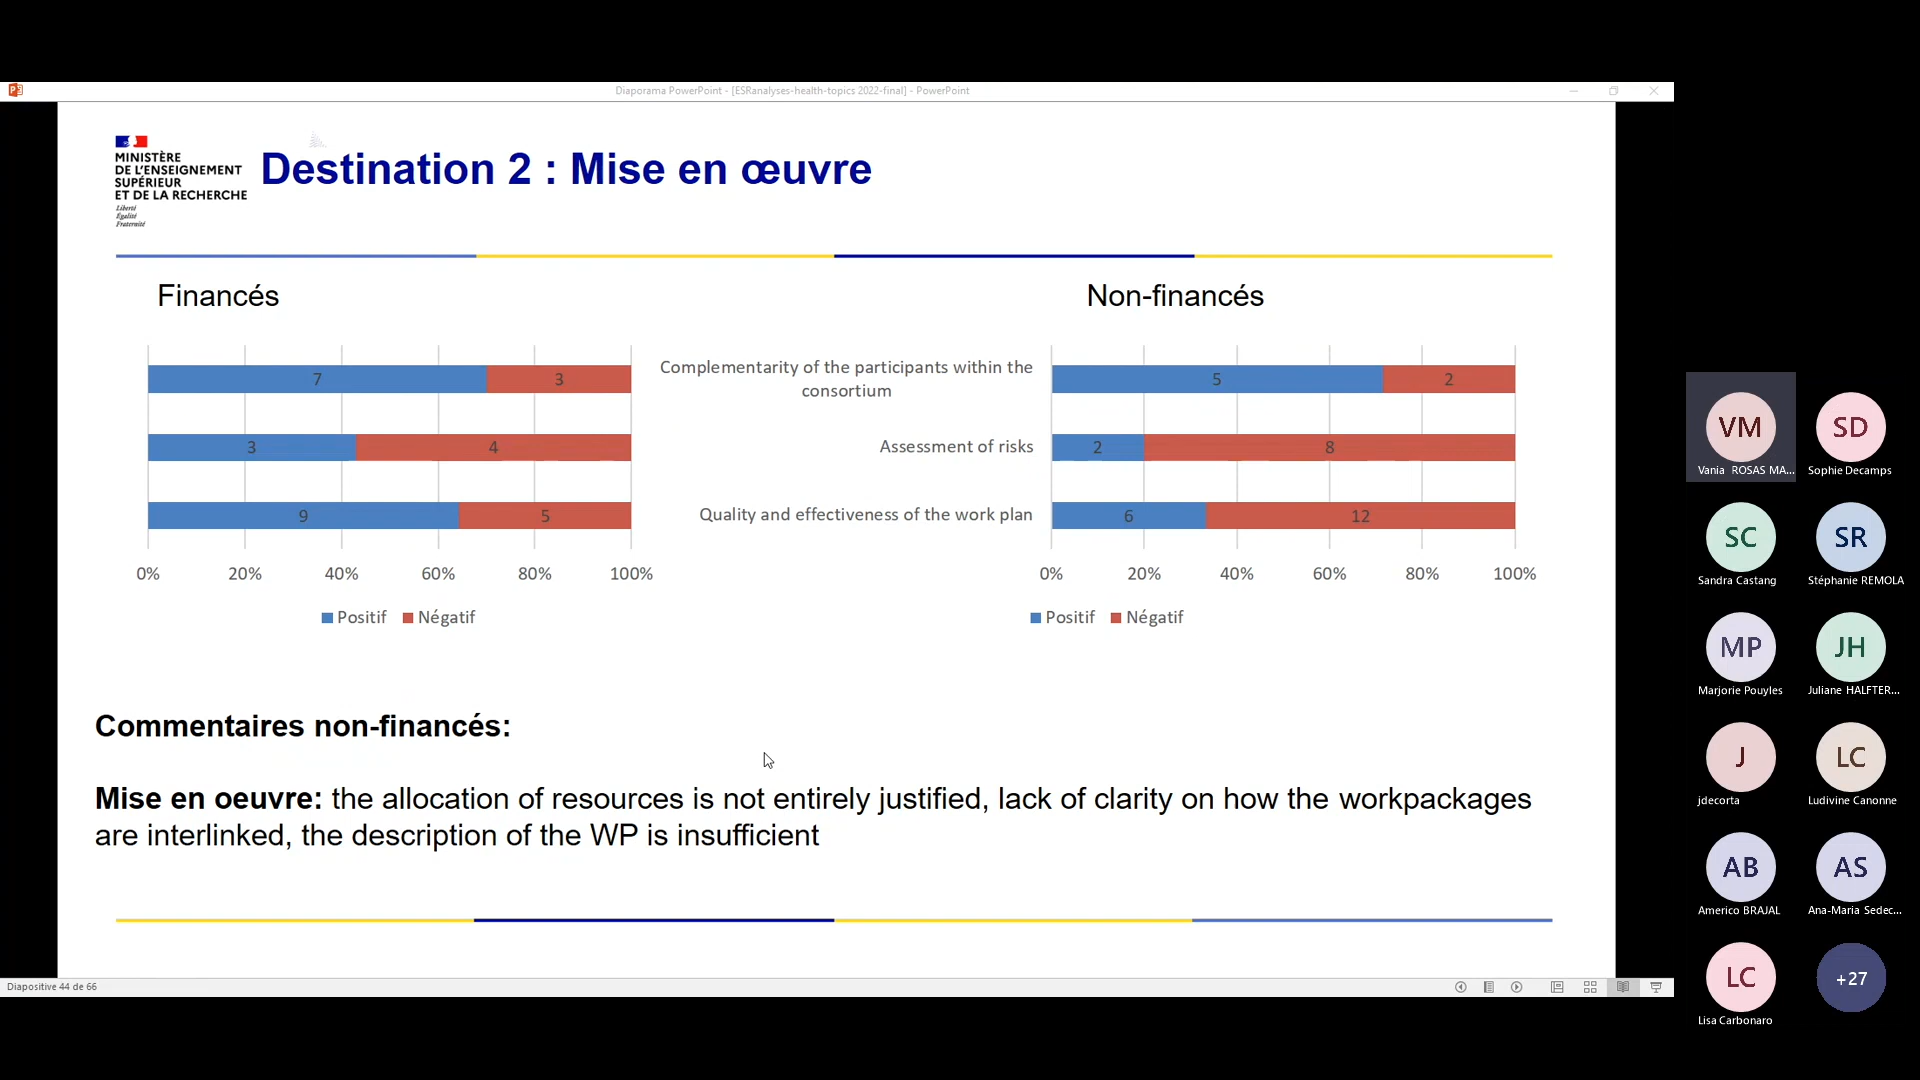 Diaporama PowerPoint - [ESRanalyses-health-topics 2022-final] - PowerPoint
MINISTÈRE
DE L'ENSEIGNEMENT
SUPÉRIEUR
ET DE LA RECHERCHE
Liberté
Égalité
Fraternité
Destination 2 : Mise en œuvre
Financés
Non-financés
7 3
Complementarity of the participants within the
consortium
5 2
3 4
Assessment of risks
2 8
9 5
Quality and effectiveness of the work plan
6 12
0% 20% 40% 60% 80% 100%
0% 20% 40% 60% 80% 100%
Positif Négatif
Positif Négatif
Commentaires non-financés:
Mise en oeuvre: the allocation of resources is not entirely justified, lack of clarity on how the workpackages
are interlinked, the description of the WP is insufficient
Diapositive 44 de 66
VM
Vania ROSAS MA...
SD
Sophie Decamps
SC
Sandra Castang
SR
Stéphanie REMOLA
MP
Marjorie Pouyles
JH
Juliane HALFTER...
J
jdecorta
LC
Ludivine Canonne
AB
Americo BRAJAL
AS
Ana-Maria Sedec...
LC
Lisa Carbonaro
+27